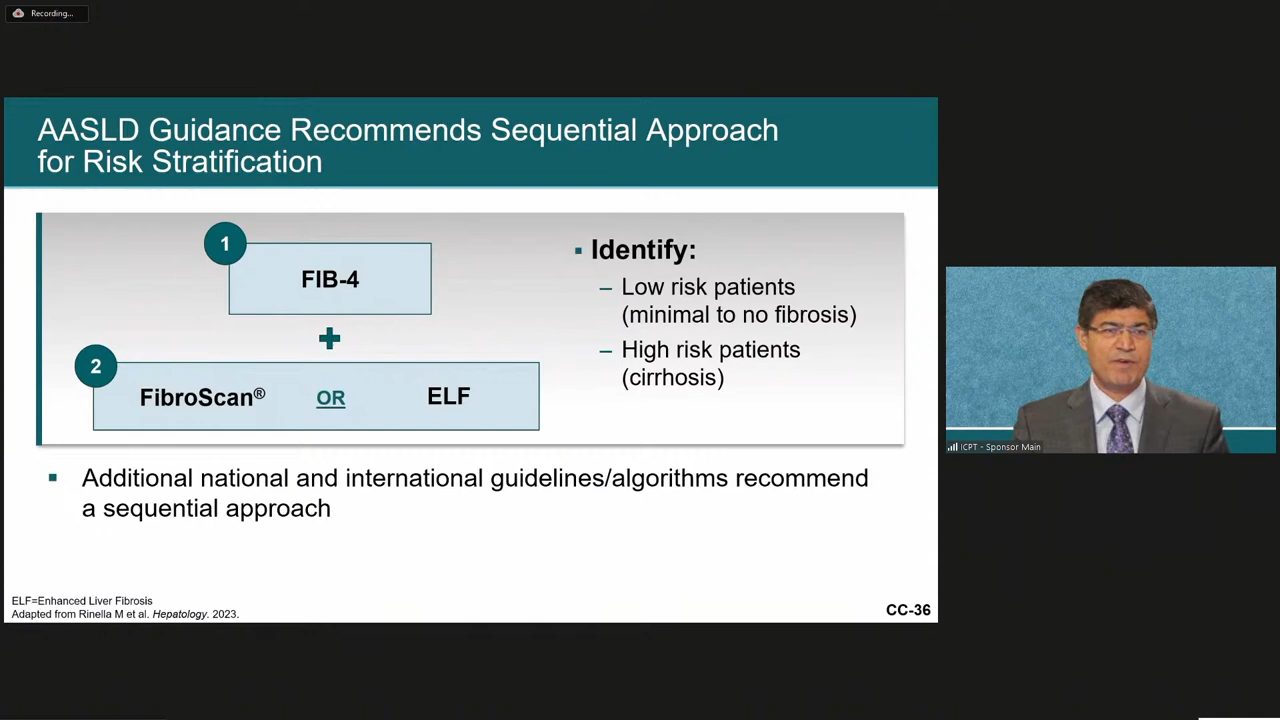 Recording...
AASLD Guidance Recommends Sequential Approach
for Risk Stratification
1
FIB-4
2
FibroScan® OR ELF
▪ Identify:
– Low risk patients
(minimal to no fibrosis)
– High risk patients
(cirrhosis)
▪ Additional national and international guidelines/algorithms recommend
a sequential approach
ELF=Enhanced Liver Fibrosis
Adapted from Rinella M et al. Hepatology. 2023.
CC-36
ICPT - Sponsor Main